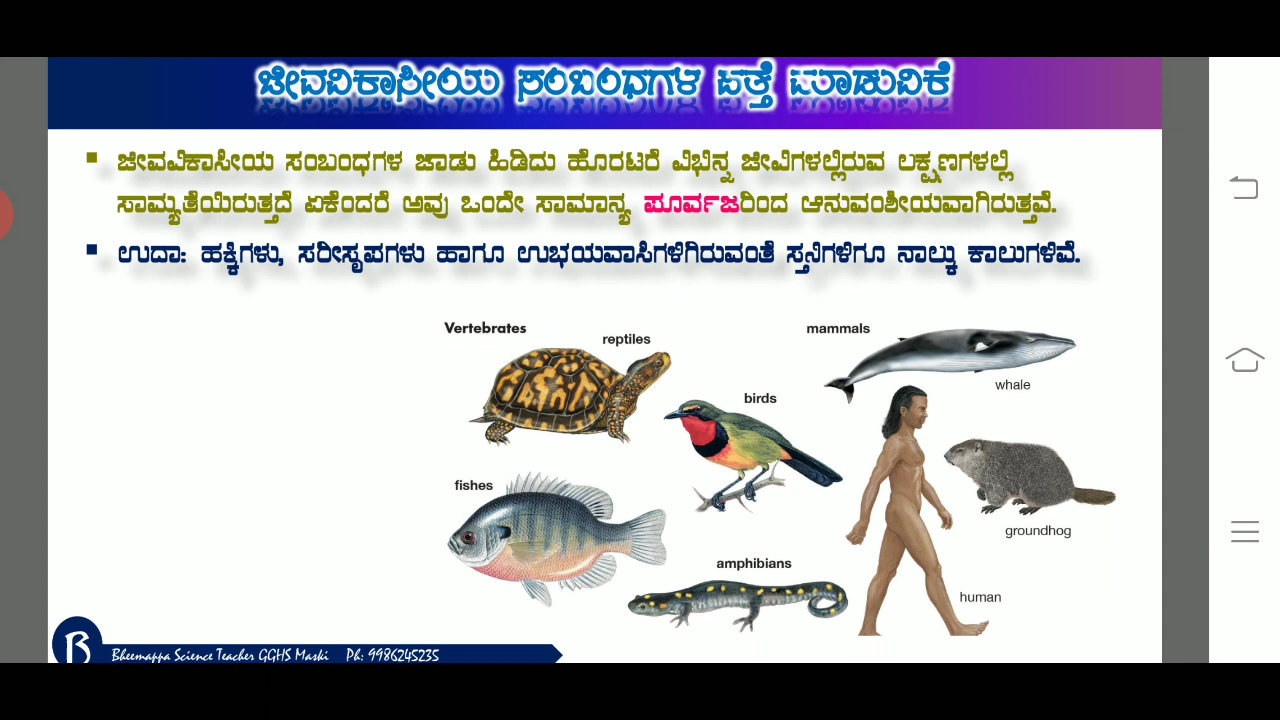 ಜೀವವಿಕಾಸೀಯ ಸಂಬಂಧಗಳ ಪತ್ತೆ ಮಾಡುವಿಕೆ
ಜೀವವಿಕಾಸೀಯ ಸಂಬಂಧಗಳ ಜಾಡು ಹಿಡಿದು ಹೊರಟರೆ ವಿಭಿನ್ನ ಜೀವಿಗಳಲ್ಲಿರುವ ಲಕ್ಷಣಗಳಲ್ಲಿ
ಸಾಮ್ಯತೆಯಿರುತ್ತದೆ ಏಕೆಂದರೆ ಅವು ಒಂದೇ ಸಾಮಾನ್ಯ ಪೂರ್ವಜರಿಂದ ಆನುವಂಶೀಯವಾಗಿರುತ್ತವೆ.
ಉದಾ: ಹಕ್ಕಿಗಳು, ಸರೀಸೃಪಗಳು ಹಾಗೂ ಉಭಯವಾಸಿಗಳಿಗಿರುವಂತೆ ಸ್ತನಿಗಳಿಗೂ ನಾಲ್ಕು ಕಾಲುಗಳಿವೆ.
Vertebrates
reptiles
mammals
whale
birds
fishes
groundhog
amphibians
human
B
Bheemappa Science Teacher GGHS Maski Ph: 9986245235